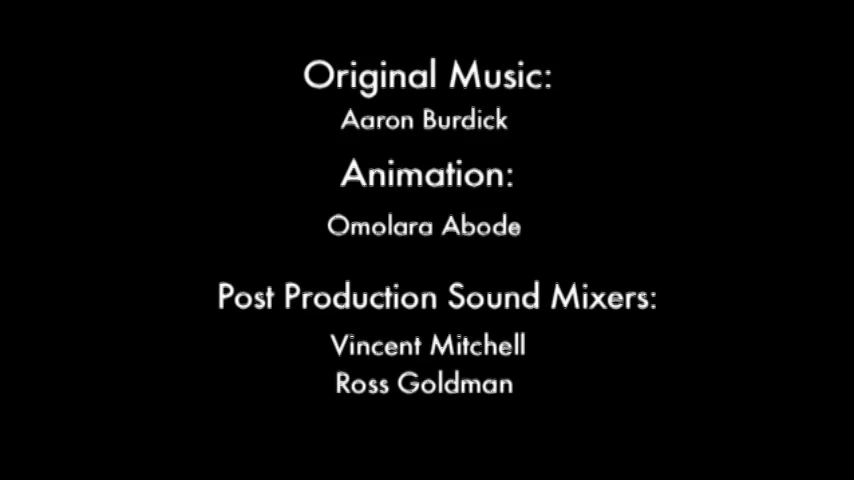 Original Music:
Aaron Burdick
Animation:
Omolara Abode
Post Production Sound Mixers:
Vincent Mitchell
Ross Goldman